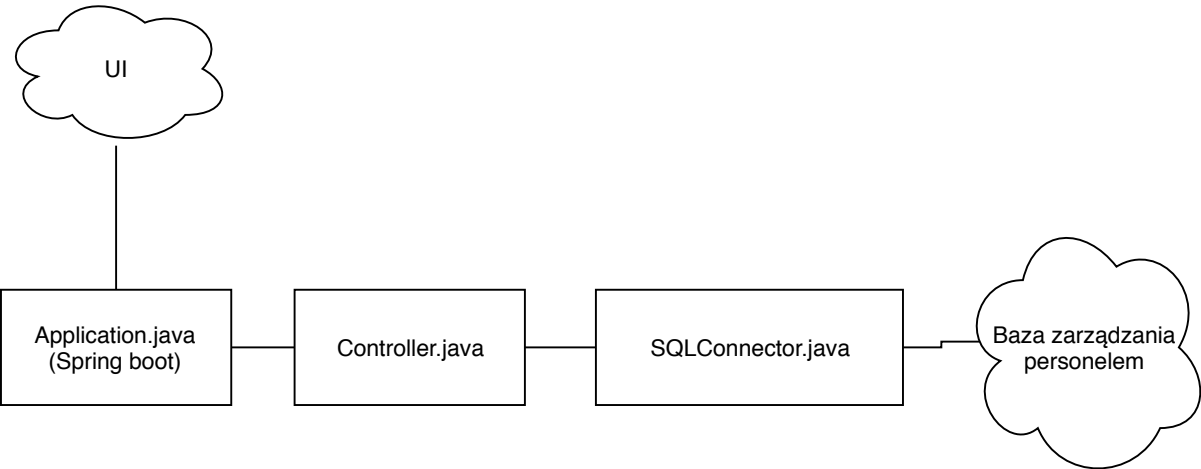 UI
Application.java
(Spring boot)
Controller.java
SQLConnector.java
Baza zarządzania
personelem